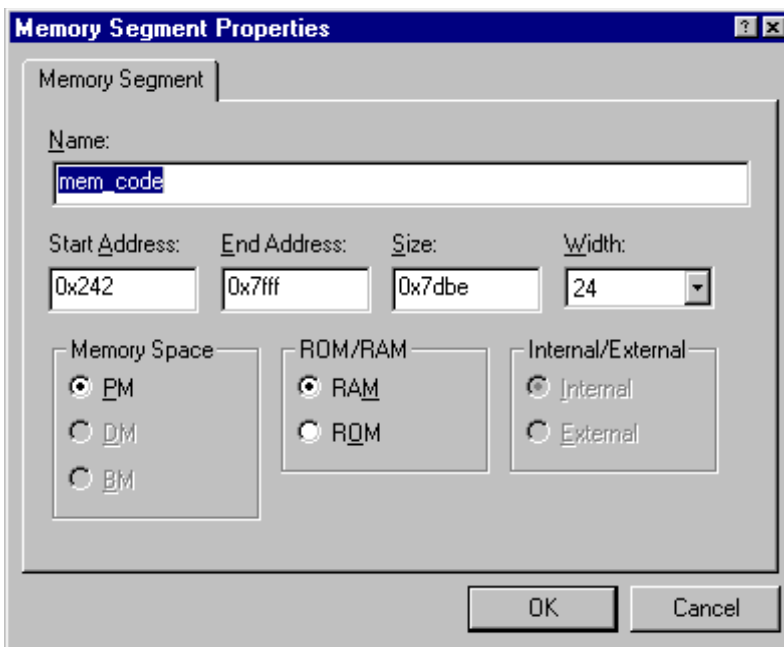 Memory Segment Properties
Memory Segment
Name:
mem_code
Start Address: End Address: Size: Width:
0x242 0x7fff 0x7dbe 24
Memory Space ROM/RAM Internal/External
PM RAM Internal
DM ROM External
BM
OK Cancel